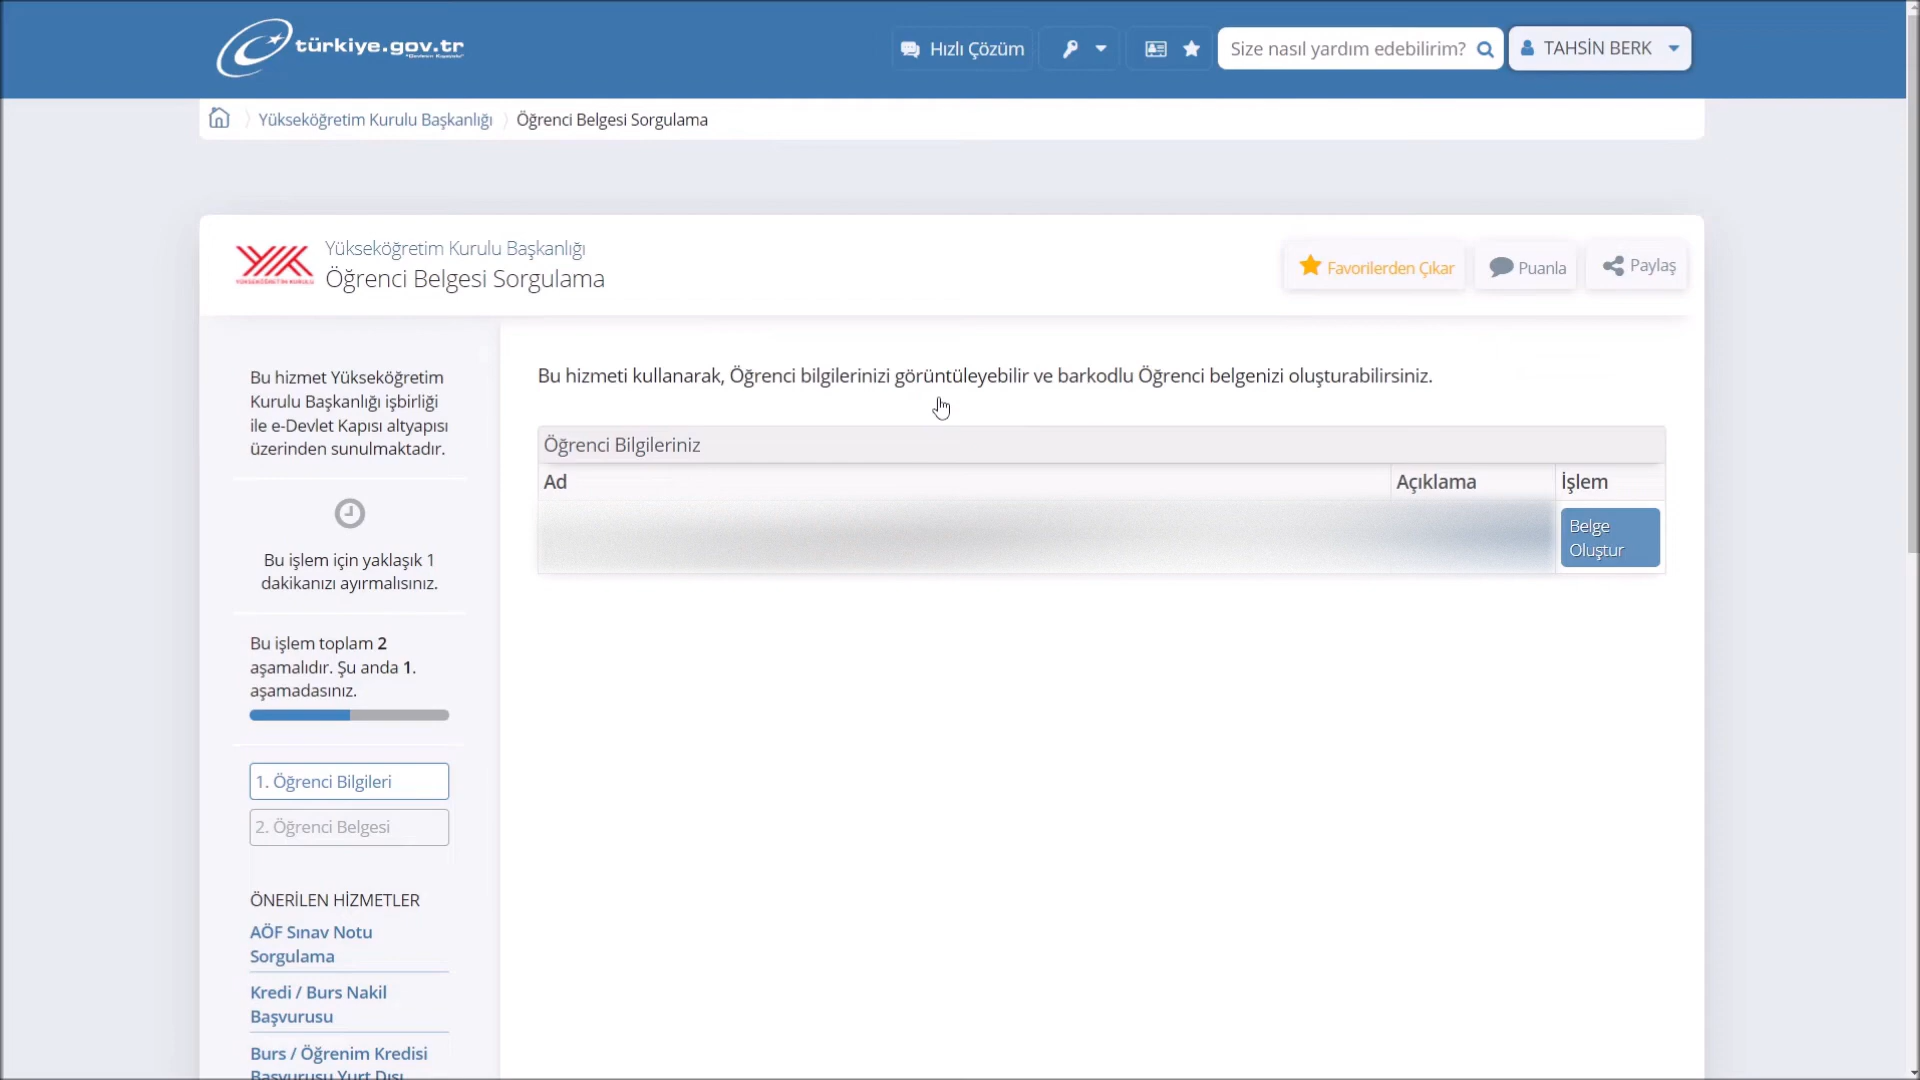 türkiye.gov.tr
Hızlı Çözüm
Size nasıl yardım edebilirim?
TAHSİN BERK
Yükseköğretim Kurulu Başkanlığı
Öğrenci Belgesi Sorgulama
Yükseköğretim Kurulu Başkanlığı
Öğrenci Belgesi Sorgulama
Favorilerden Çıkar
Puanla
Paylaş
Bu hizmet Yükseköğretim
Kurulu Başkanlığı işbirliği
ile e-Devlet Kapısı altyapısı
üzerinden sunulmaktadır.
Bu işlem için yaklaşık 1
dakikanızı ayırmalısınız.
Bu işlem toplam 2
aşamalıdır. Şu anda 1.
aşamadasınız.
1. Öğrenci Bilgileri
2. Öğrenci Belgesi
ÖNERİLEN HİZMETLER
AÖF Sınav Notu
Sorgulama
Kredi / Burs Nakil
Başvurusu
Burs / Öğrenim Kredisi
Başvurusu Yurt Dışı
Bu hizmeti kullanarak, Öğrenci bilgilerinizi görüntüleyebilir ve barkodlu Öğrenci belgenizi oluşturabilirsiniz.
Öğrenci Bilgileriniz
Ad
Açıklama
İşlem
Belge
Oluştur